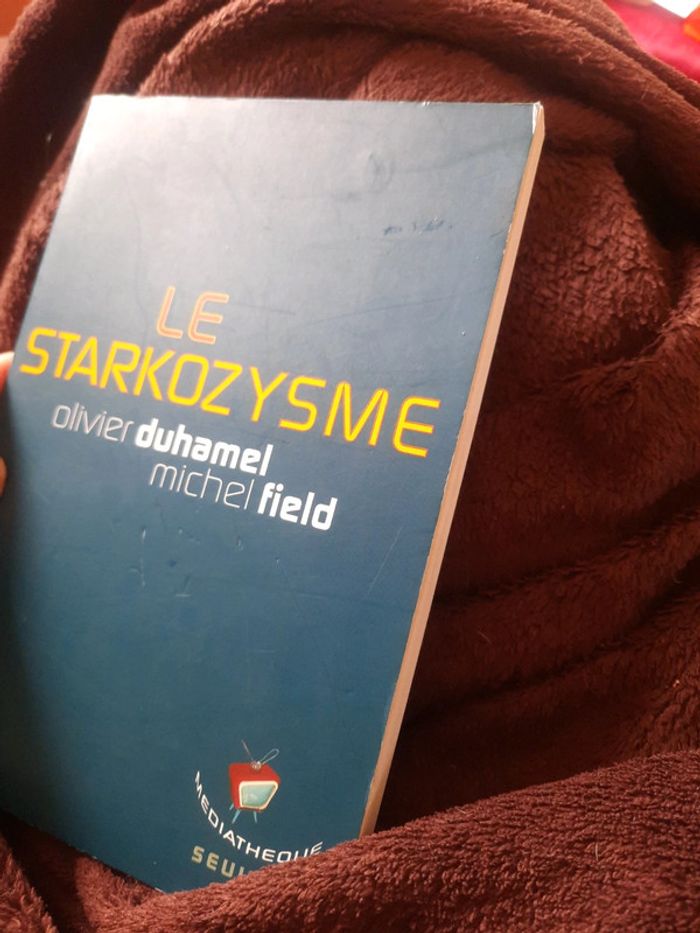 LE
STARKOZYSME
olivier duhamel
michel field
MEDIATHEQUE